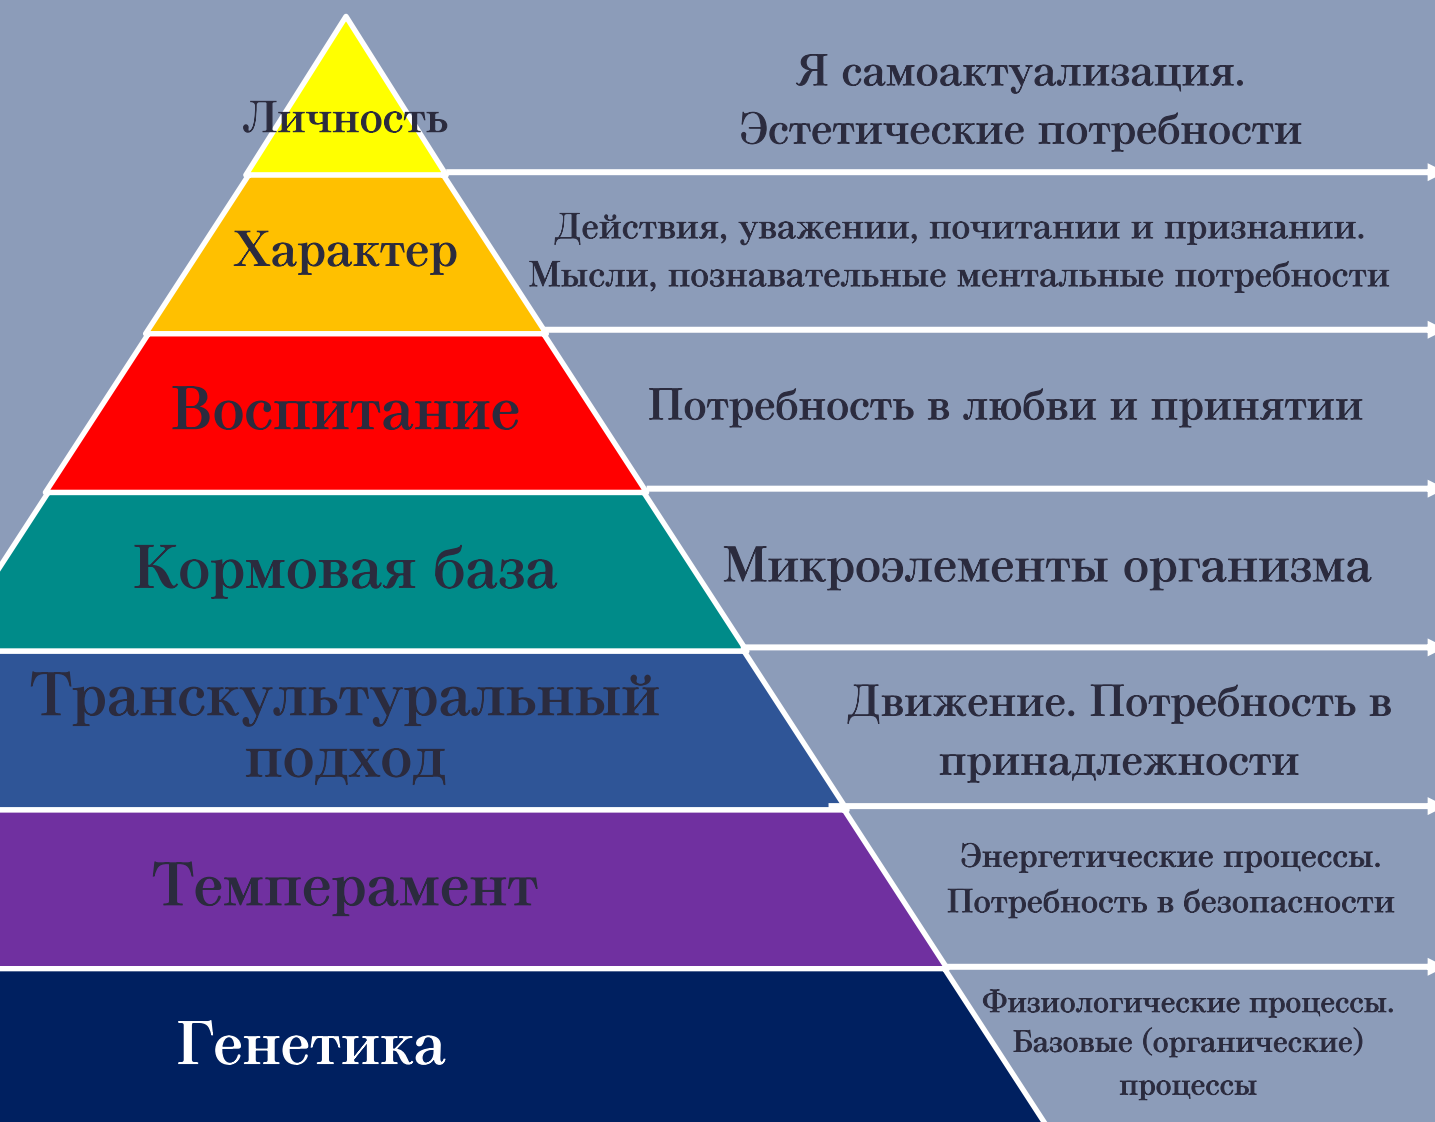 Личность
Я самоактуализация.
Эстетические потребности
Характер
Действия, уважении, почитании и признании.
Мысли, познавательные ментальные потребности
Воспитание
Потребность в любви и принятии
Кормовая база
Микроэлементы организма
Транскультуральный
подход
Движение. Потребность в
принадлежности
Темперамент
Энергетические процессы.
Потребность в безопасности
Генетика
Физиологические процессы.
Базовые (органические)
процессы